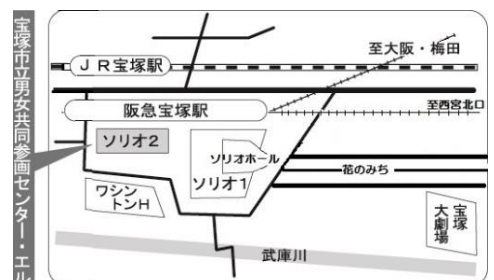 宝塚市立男女共同参画センター・エル
JR宝塚駅
至大阪・梅田
阪急宝塚駅
至西宮北口
ソリオ2
ソリオホール
ソリオ1
花のみち
ワシン
トンH
宝塚
大劇場
武庫川